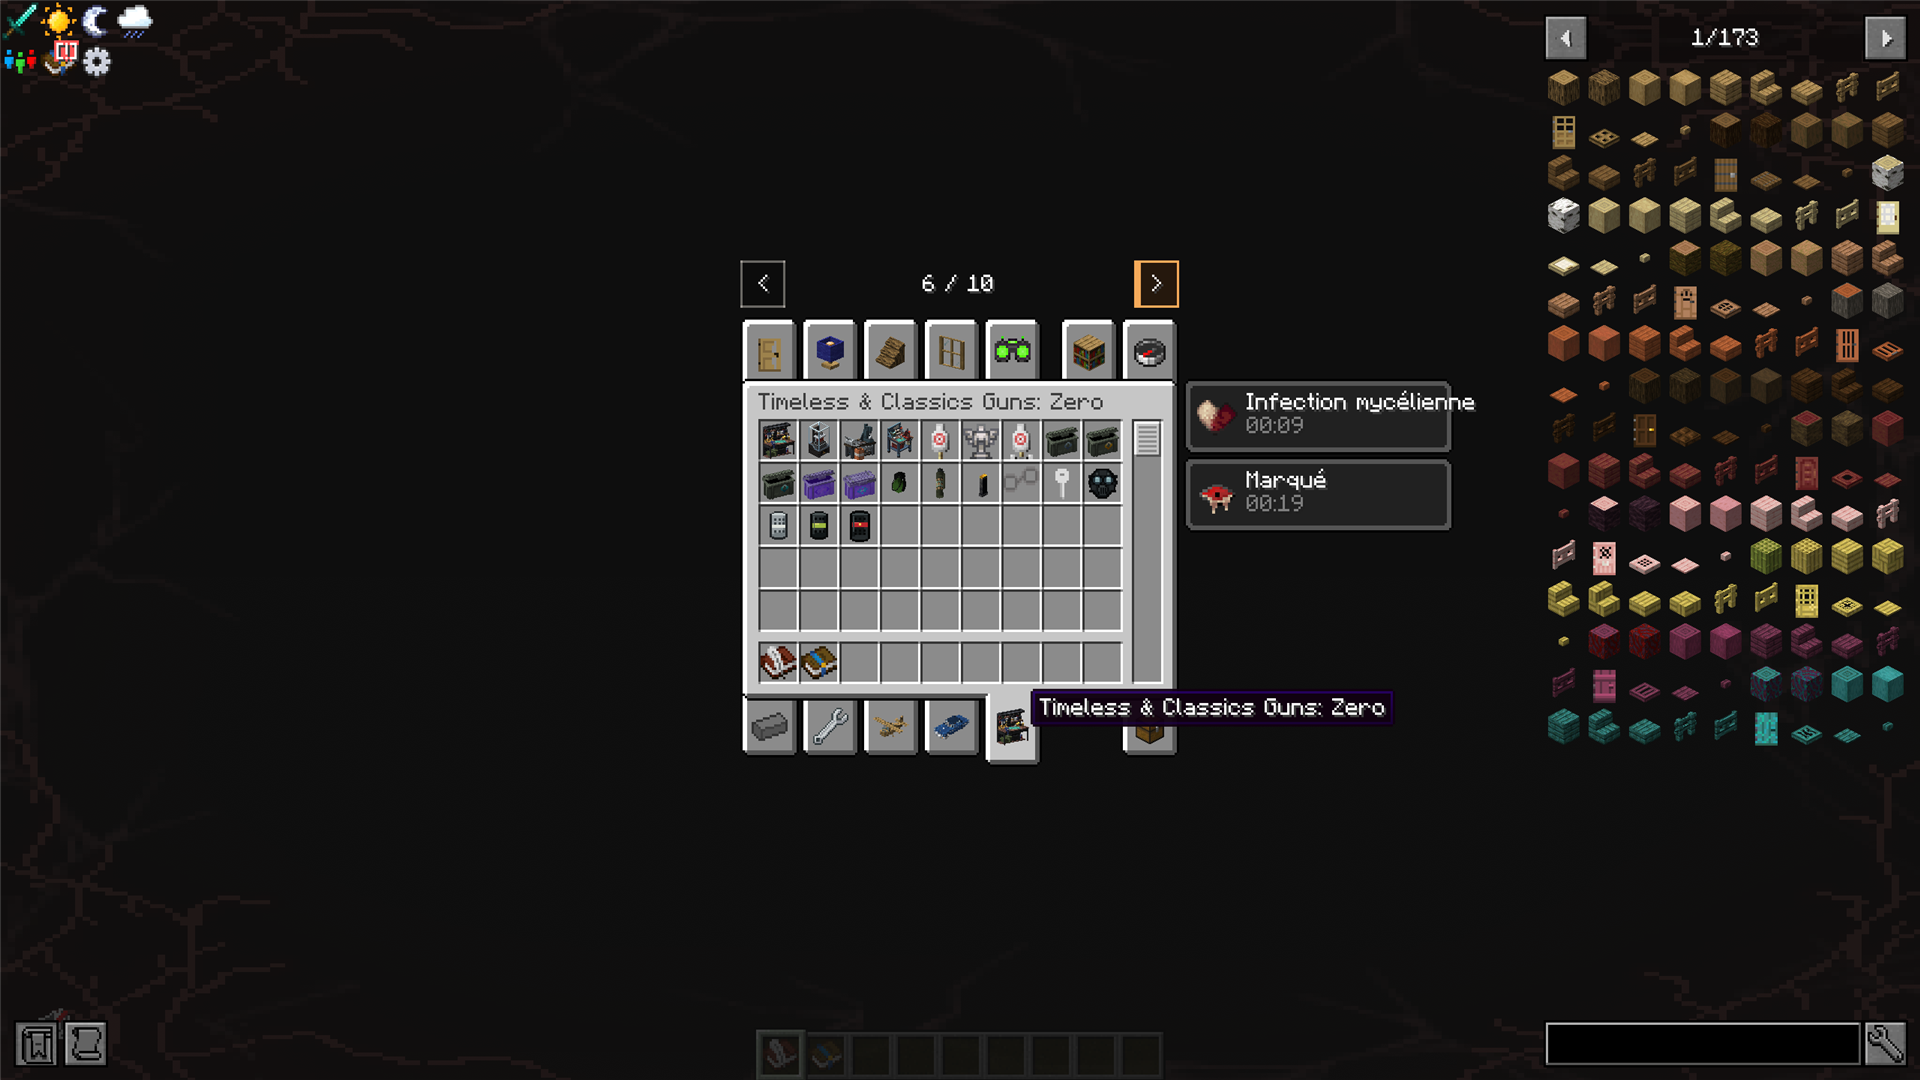 1/173
6 / 10
Timeless & Classics Guns: Zero
Infection mycélienne
00:09
Marqué
00:19
Timeless & Classics Guns: Zero